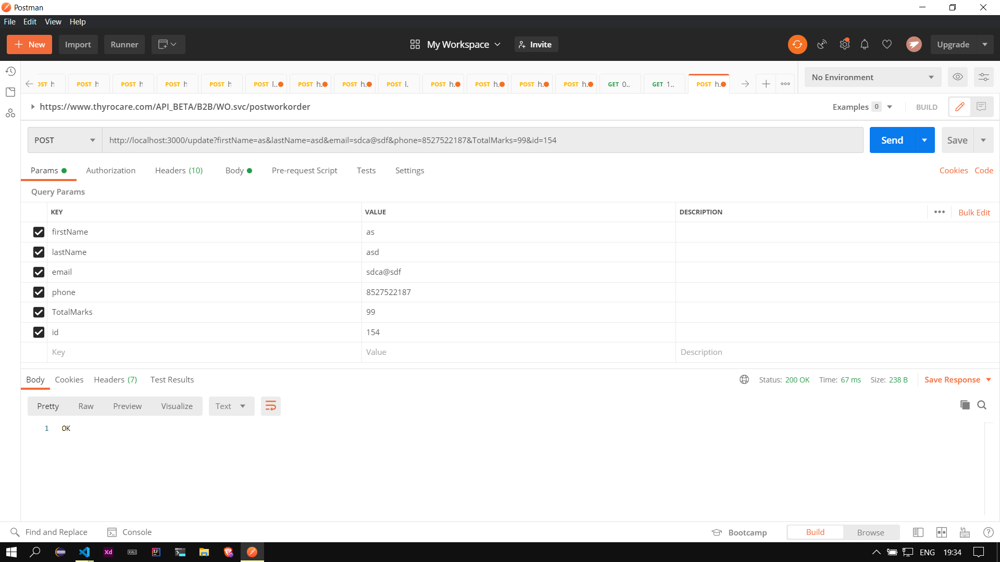 Postman
File Edit View Help
New Import Runner My Workspace Invite Upgrade
OST h POST h POST h POST h POST h POST l.. POST h. POST h. POST l. POST h. POST h. POST h. POST h. GET 0.. GET 1.. POST h. No Environment
https://www.thyrocare.com/API_BETA/B2B/WO.svc/postworkorder Examples 0 BUILD
POST http://localhost:3000/update?firstName=as&lastName=asd&email=sdca@sdf&phone=8527522187&TotalMarks=99&id=154 Send Save
Params Authorization Headers (10) Body Pre-request Script Tests Settings Cookies Code
Query Params
KEY VALUE DESCRIPTION Bulk Edit
firstName as
lastName asd
email sdca@sdf
phone 8527522187
TotalMarks 99
id 154
Key Value Description
Body Cookies Headers (7) Test Results Status: 200 OK Time: 67 ms Size: 238 B Save Response
Pretty Raw Preview Visualize Text
1 OK
Find and Replace Console Bootcamp Build Browse
Xd KALI IJ ENG 19:34